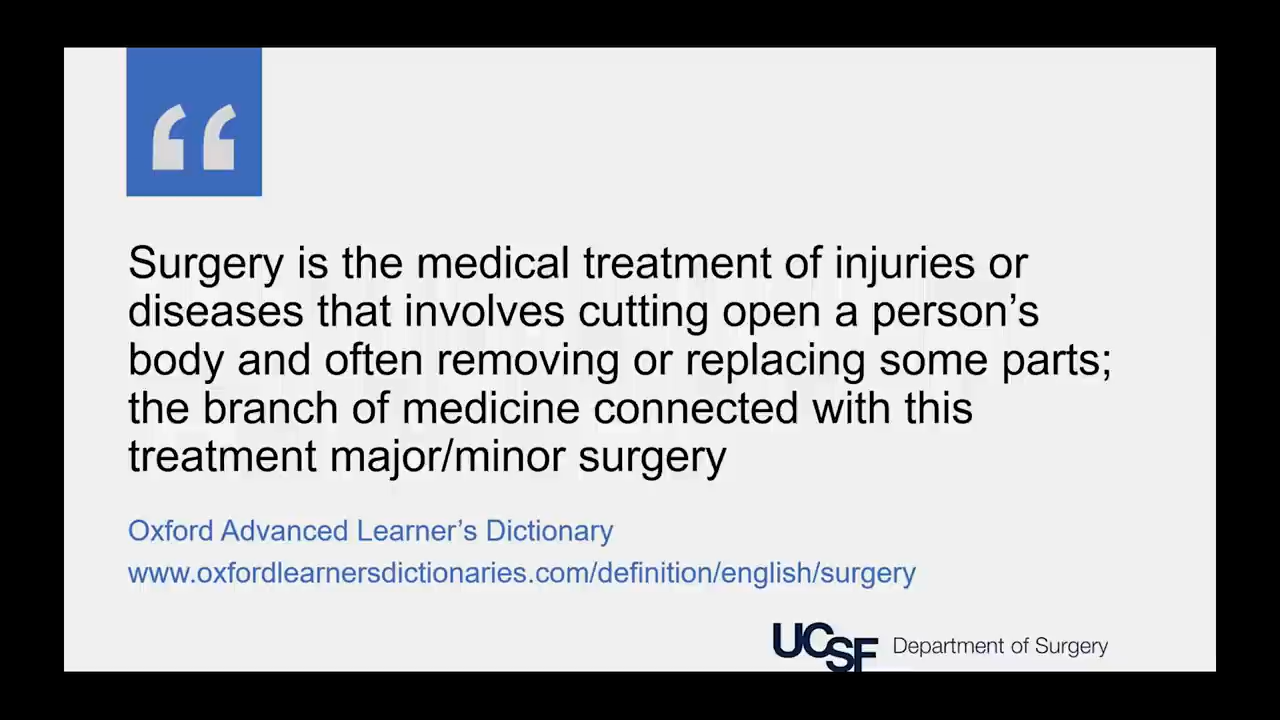 “
Surgery is the medical treatment of injuries or
diseases that involves cutting open a person’s
body and often removing or replacing some parts;
the branch of medicine connected with this
treatment major/minor surgery
Oxford Advanced Learner’s Dictionary
www.oxfordlearnersdictionaries.com/definition/english/surgery
UCSF Department of Surgery